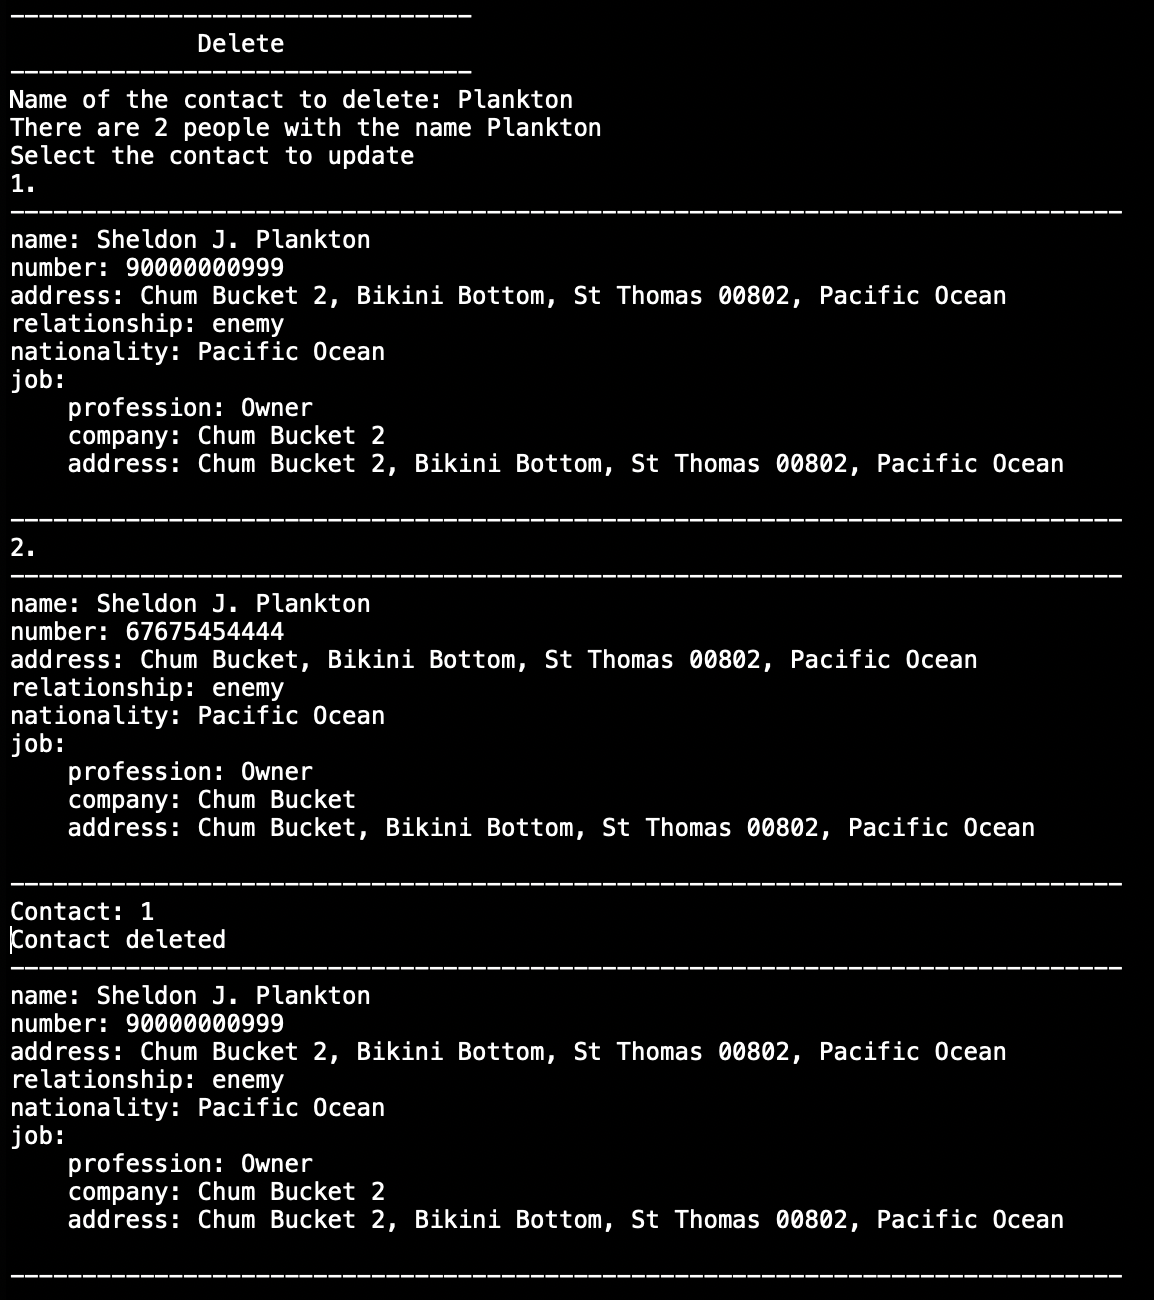 --------------------------------
Delete
--------------------------------
Name of the contact to delete: Plankton
There are 2 people with the name Plankton
Select the contact to update
1.
-----------------------------------------------------------------------------
name: Sheldon J. Plankton
number: 90000000999
address: Chum Bucket 2, Bikini Bottom, St Thomas 00802, Pacific Ocean
relationship: enemy
nationality: Pacific Ocean
job:
    profession: Owner
    company: Chum Bucket 2
    address: Chum Bucket 2, Bikini Bottom, St Thomas 00802, Pacific Ocean
-----------------------------------------------------------------------------
2.
-----------------------------------------------------------------------------
name: Sheldon J. Plankton
number: 67675454444
address: Chum Bucket, Bikini Bottom, St Thomas 00802, Pacific Ocean
relationship: enemy
nationality: Pacific Ocean
job:
    profession: Owner
    company: Chum Bucket
    address: Chum Bucket, Bikini Bottom, St Thomas 00802, Pacific Ocean
-----------------------------------------------------------------------------
Contact: 1
Contact deleted
-----------------------------------------------------------------------------
name: Sheldon J. Plankton
number: 90000000999
address: Chum Bucket 2, Bikini Bottom, St Thomas 00802, Pacific Ocean
relationship: enemy
nationality: Pacific Ocean
job:
    profession: Owner
    company: Chum Bucket 2
    address: Chum Bucket 2, Bikini Bottom, St Thomas 00802, Pacific Ocean
-----------------------------------------------------------------------------